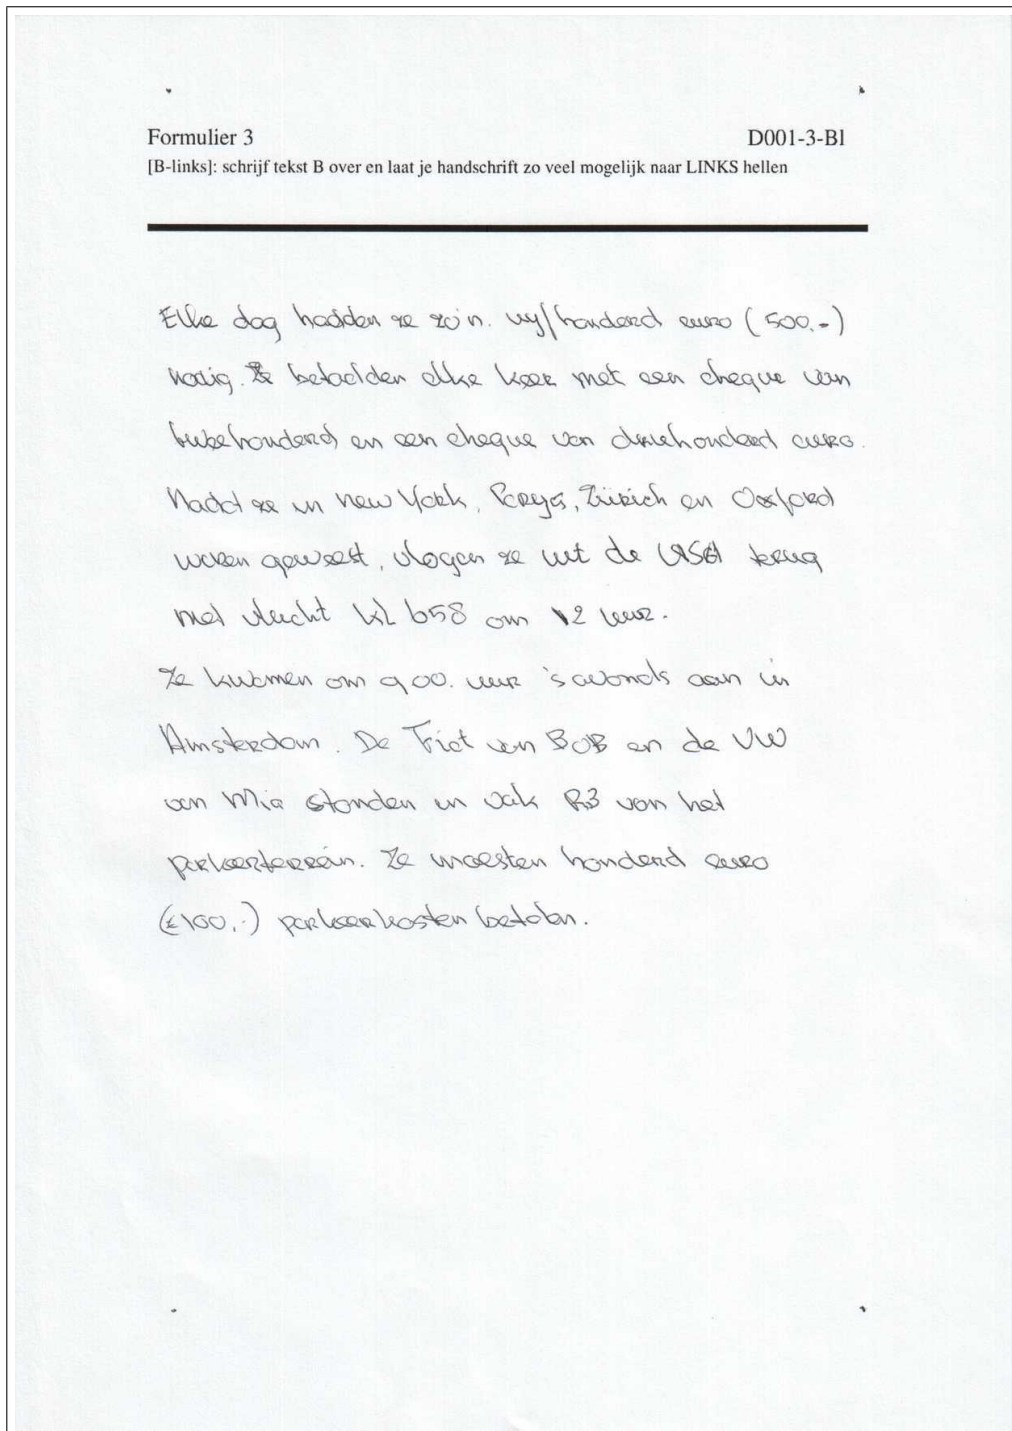 Formulier 3 D001-3-Bl
[B-links]: schrijf tekst B over en laat je handschrift zo veel mogelijk naar LINKS hellen
Elke dag hadden ze zo'n. vijfhonderd euro (500,-)
nodig. Ze betaalden elke keer met een cheque van
tweehonderd en een cheque van driehonderd euro.
Nadat ze in new York, Parijs, Zürich en Oxford
waren geweest, vlogen ze uit de USA terug
met vlucht KL 658 om 12 uur.
Ze kwamen om 9 00. uur 's avonds aan in
Amsterdam. De Fiat van BOB en de VW
van Mia stonden in vak R3 van het
parkeerterrein. Ze moesten honderd euro
(€100,-) parkeerkosten betalen.